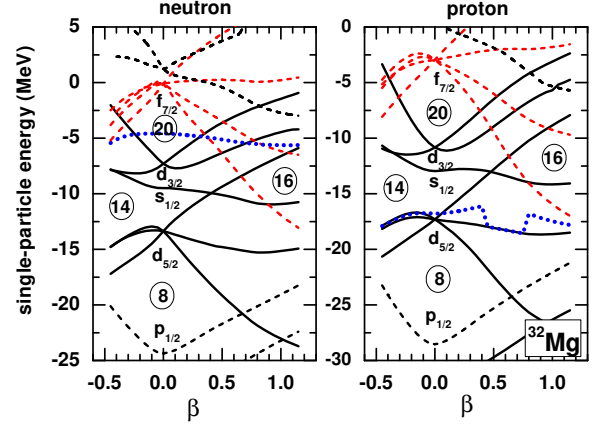 neutron
proton
single-particle energy (MeV)
5
0
-5
-10
-15
-20
-25
f7/2
20
d3/2
s1/2
16
14
d5/2
8
p1/2
-0.5
0.0
0.5
1.0
β
0
-5
-10
-15
-20
-25
-30
f7/2
20
d3/2
s1/2
16
14
d5/2
8
p1/2
32Mg
-0.5
0.0
0.5
1.0
β